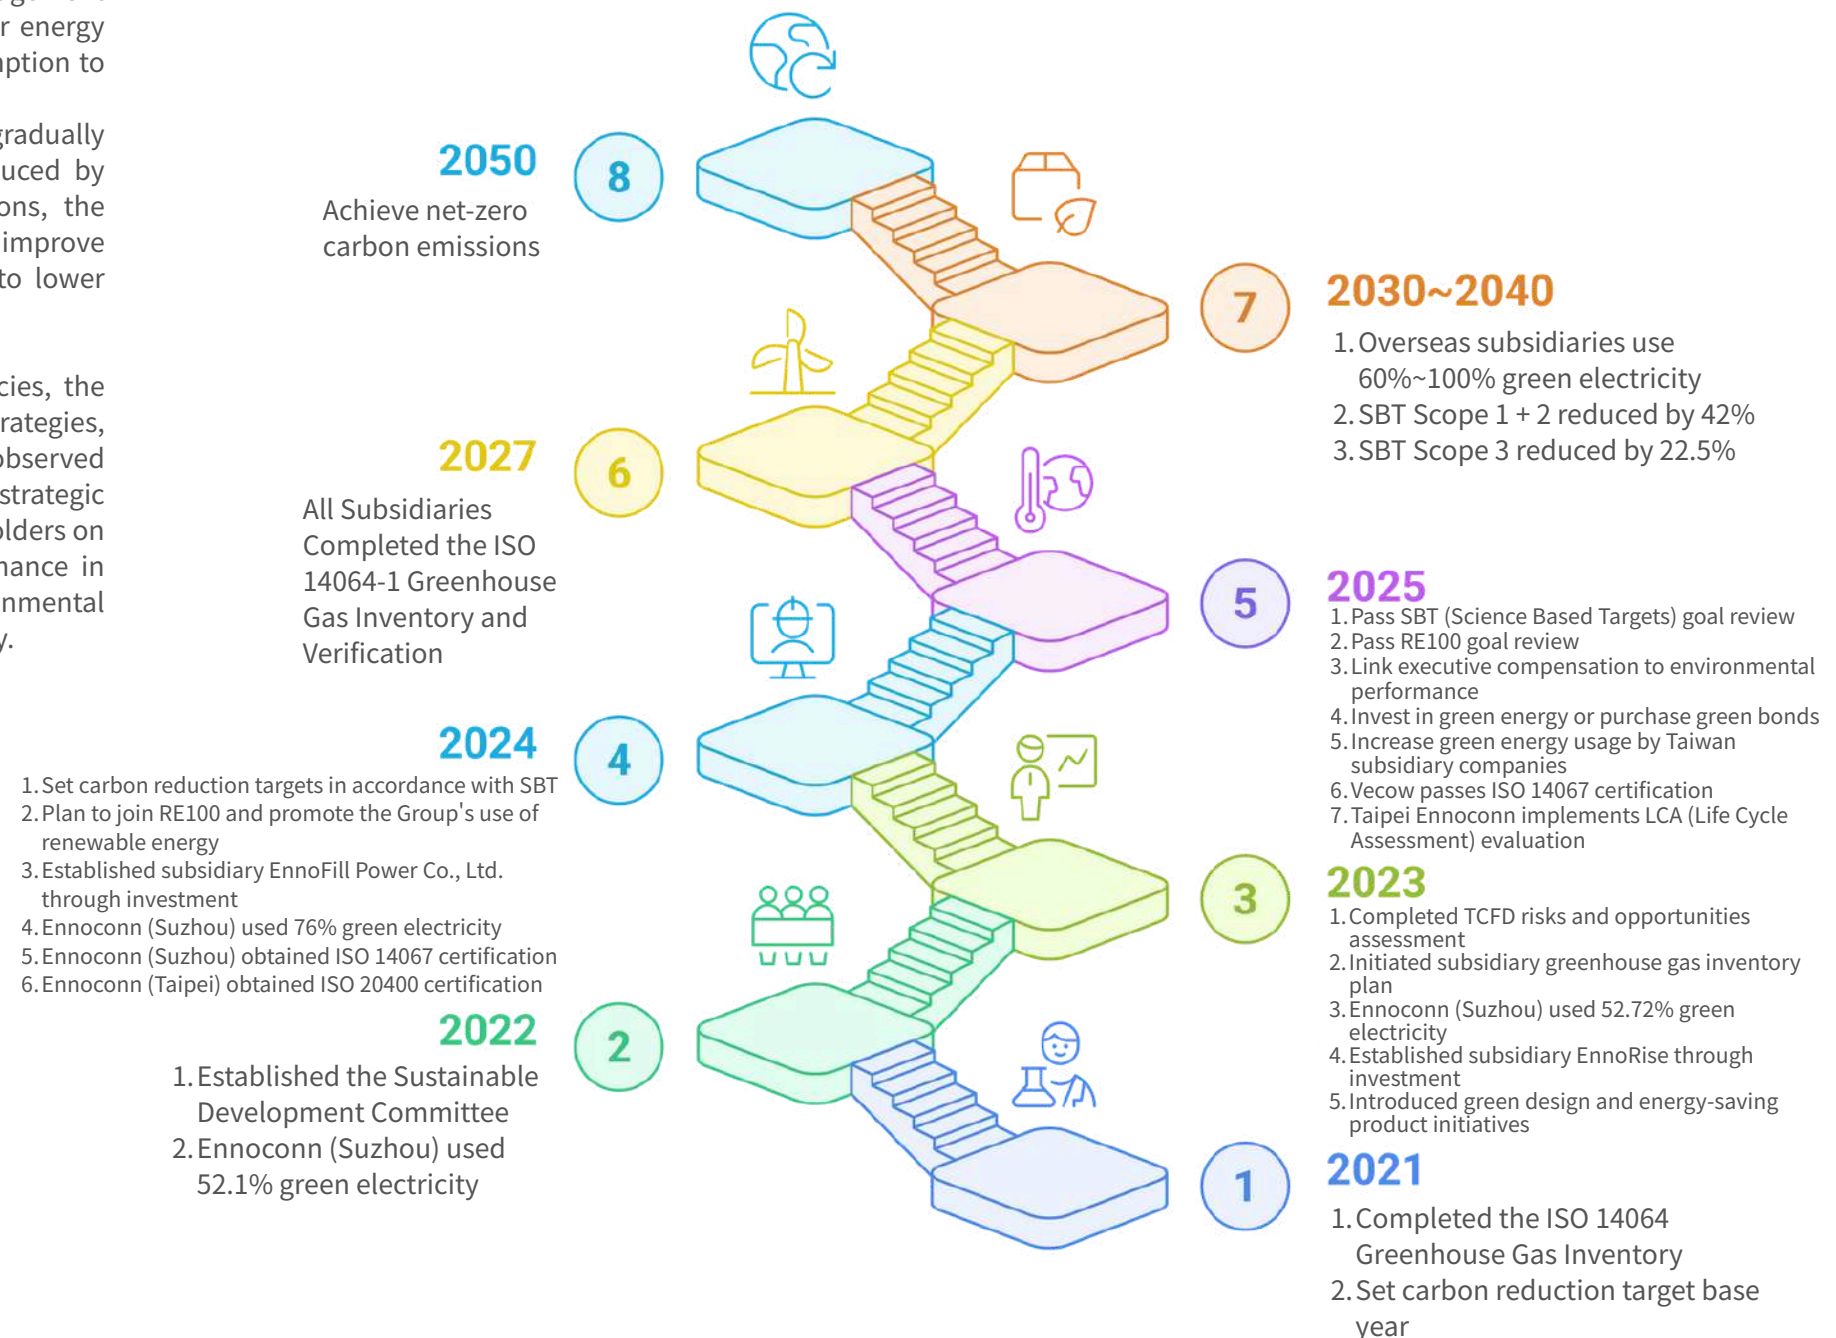 r energy
to
gradually
by
the
improve
to lower
the
observed
strategic
on
in
2050
8
Achieve net-zero
carbon emissions
7
2030~2040
1. Overseas subsidiaries use
60%~100% green electricity
2. SBT Scope 1 + 2 reduced by 42%
3. SBT Scope 3 reduced by 22.5%
2027
6
All Subsidiaries
Completed the ISO
14064-1 Greenhouse
Gas Inventory and
Verification
5
2025
1. Pass SBT (Science Based Targets) goal review
2. Pass RE100 goal review
3. Link executive compensation to environmental
performance
4. Invest in green energy or purchase green bonds
5. Increase green energy usage by Taiwan
subsidiary companies
6. Vecow passes ISO 14067 certification
7. Taipei Ennoconn implements LCA (Life Cycle
Assessment) evaluation
2024
4
1. Set carbon reduction targets in accordance with SBT
2. Plan to join RE100 and promote the Group's use of
renewable energy
3. Established subsidiary EnnoFill Power Co., Ltd.
through investment
4. Ennoconn (Suzhou) used 76% green electricity
5. Ennoconn (Suzhou) obtained ISO 14067 certification
6. Ennoconn (Taipei) obtained ISO 20400 certification
3
2023
1. Completed TCFD risks and opportunities
assessment
2. Initiated subsidiary greenhouse gas inventory
plan
3. Ennoconn (Suzhou) used 52.72% green
electricity
4. Established subsidiary EnnoRise through
investment
5. Introduced green design and energy-saving
product initiatives
2022
2
1. Established the Sustainable
Development Committee
2. Ennoconn (Suzhou) used
52.1% green electricity
1
2021
1. Completed the ISO 14064
Greenhouse Gas Inventory
2. Set carbon reduction target base
year